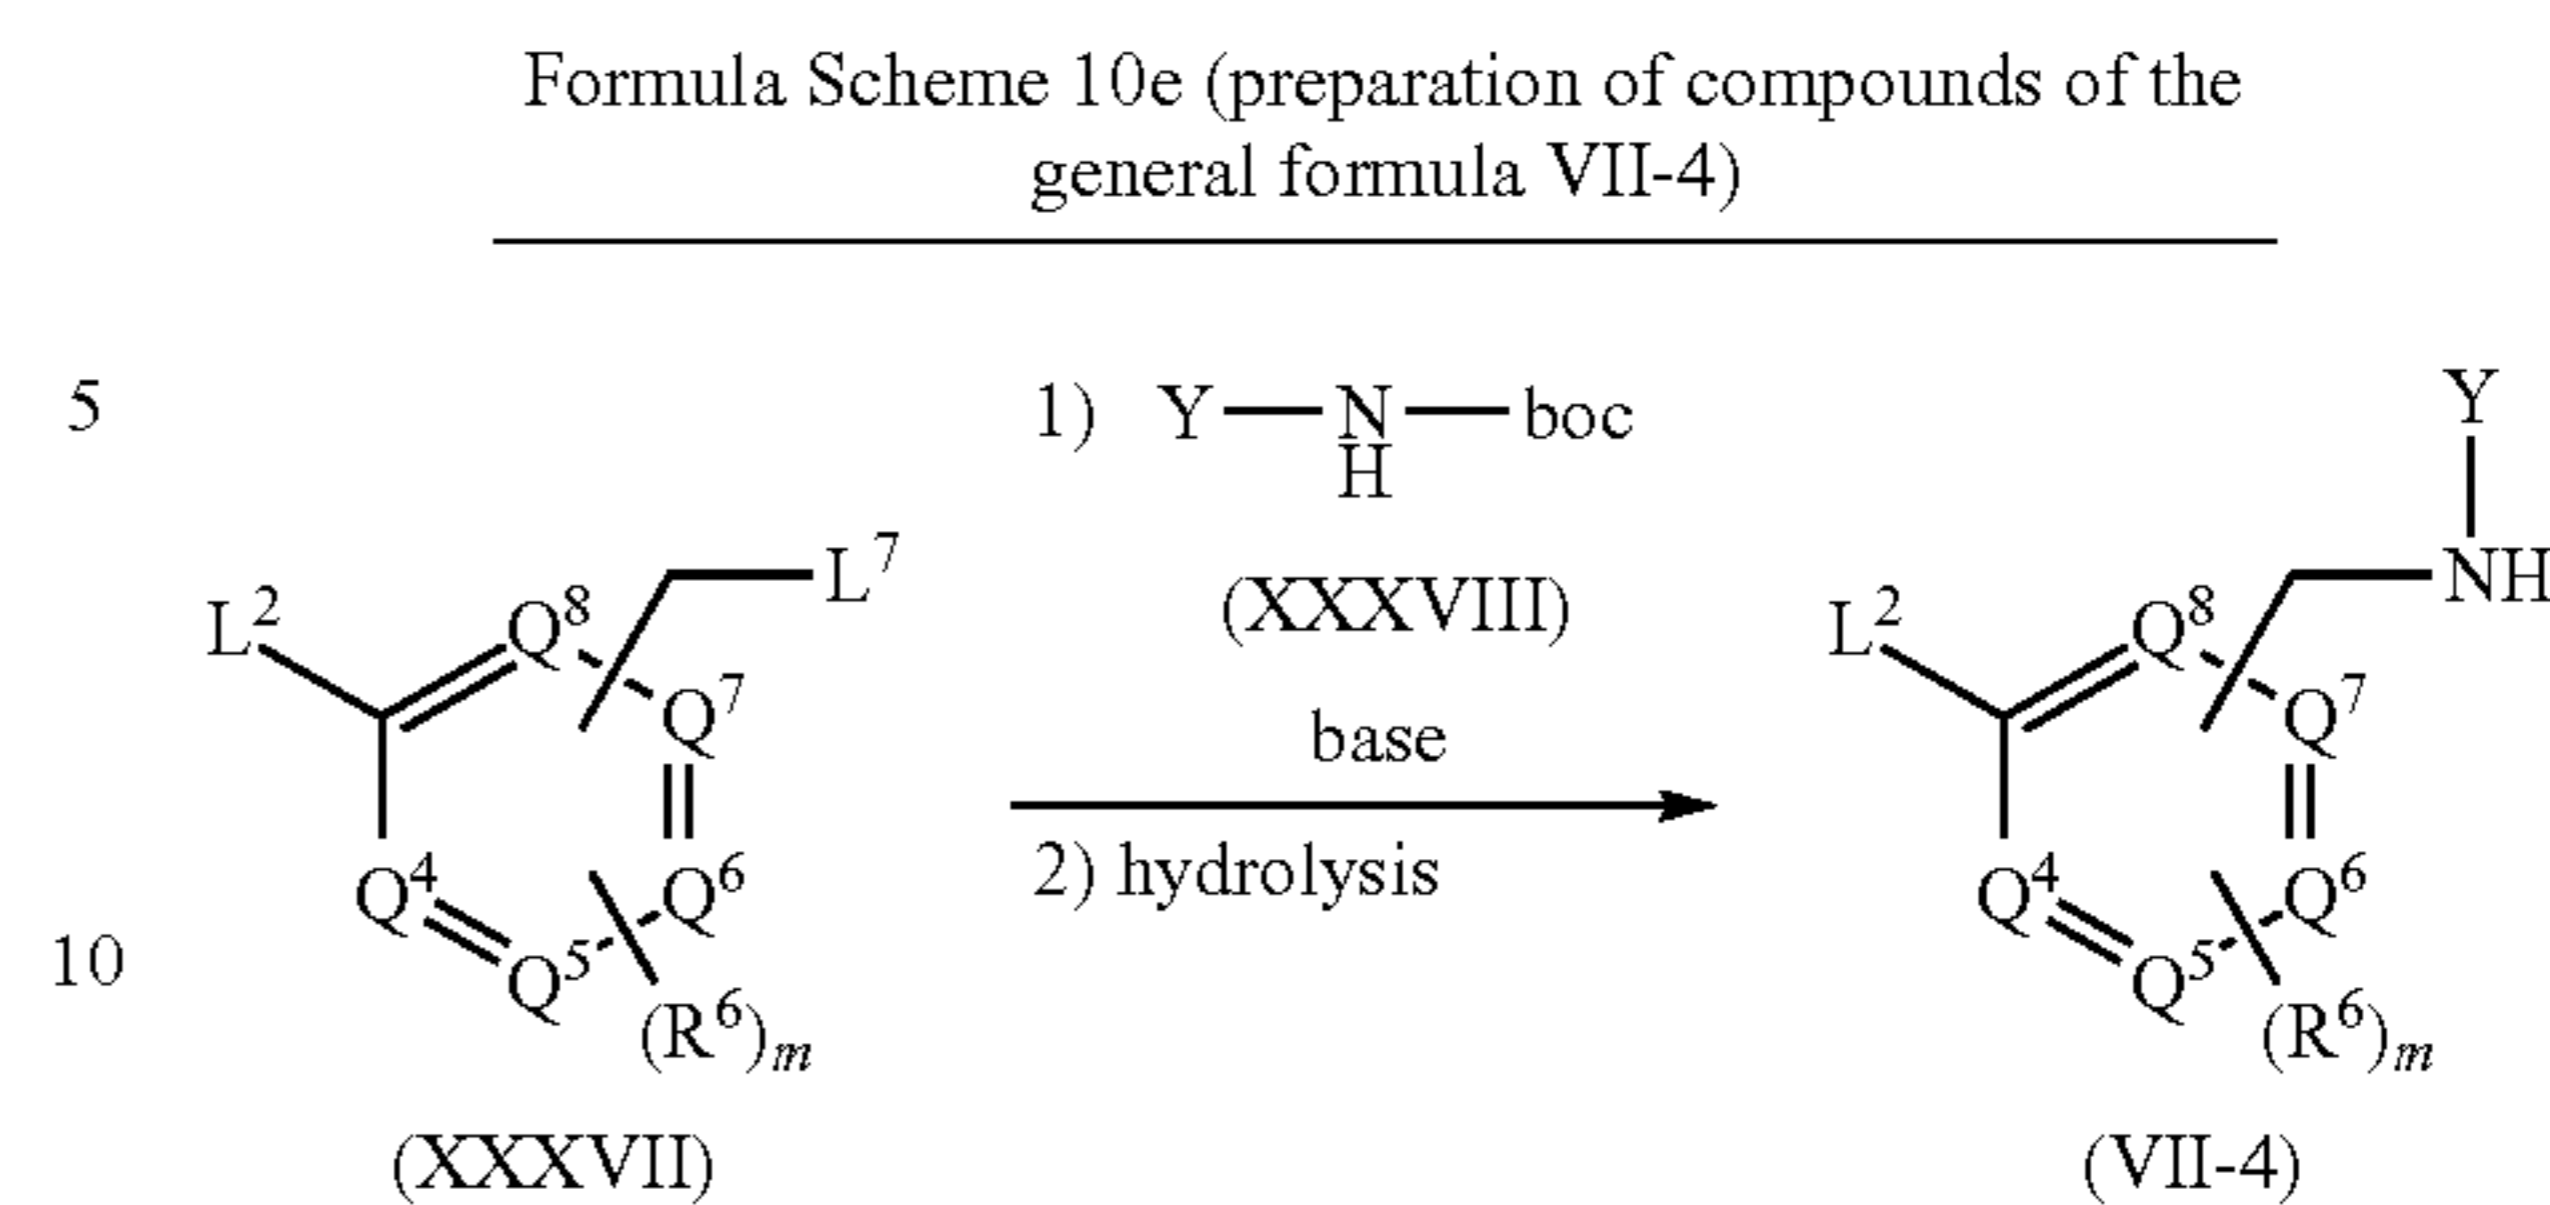 Formula Scheme 10e (preparation of compounds of the
general formula VII-4)
5
1) Y—N—boc
H
(XXXVIII)
base
2) hydrolysis
L² Q⁸ L⁷
Q⁷
Q⁴ Q⁶
10
Q⁵
(R⁶)m
(XXXVII)
Y
NH
L² Q⁸
Q⁷
Q⁴ Q⁶
Q⁵
(R⁶)m
(VII-4)